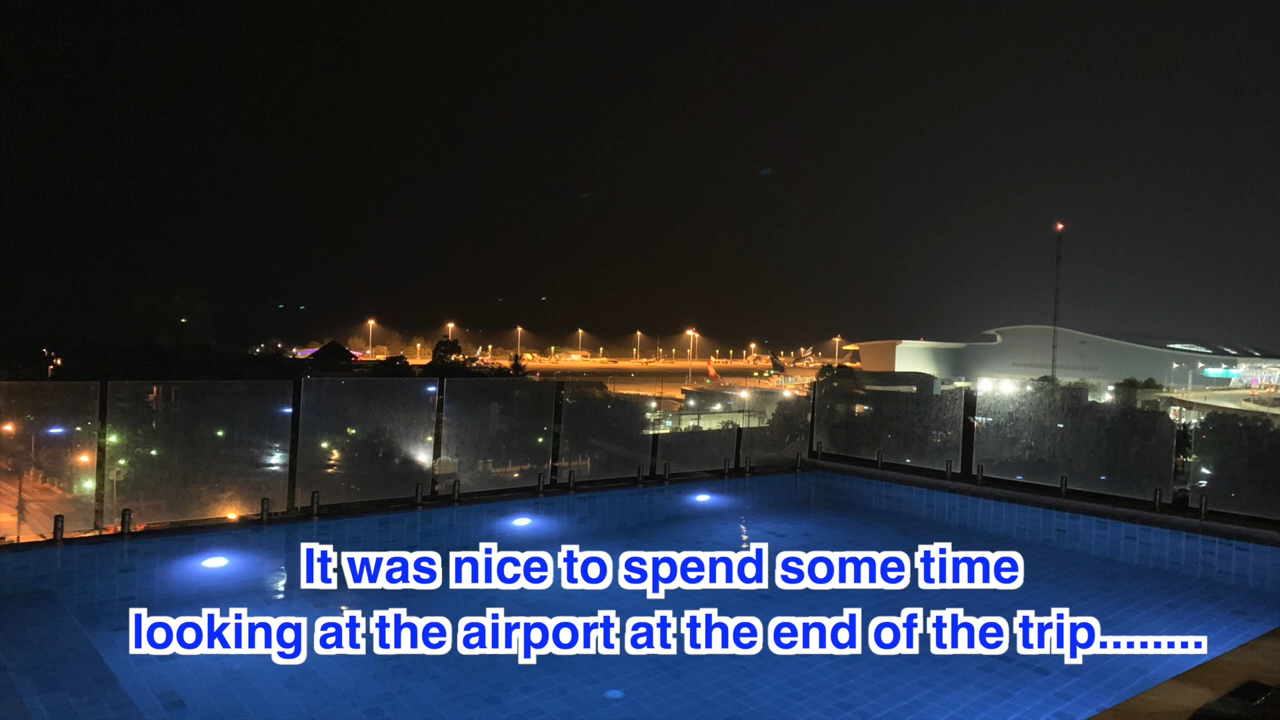 It was nice to spend some time
looking at the airport at the end of the trip........